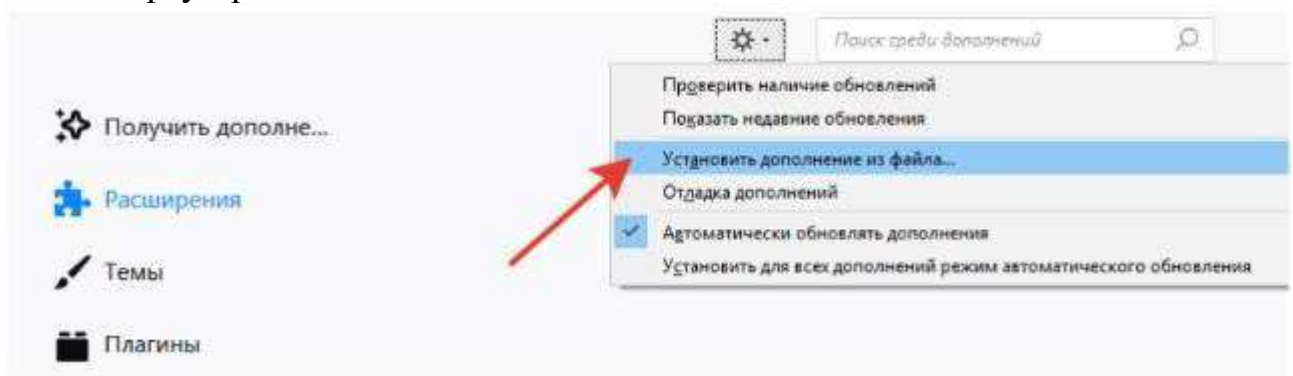 Поиск среди дополнений
Проверить наличие обновлений
Показать недавние обновления
Установить дополнение из файла...
Отладка дополнений
Автоматически обновлять дополнения
Установить для всех дополнений режим автоматического обновления
Получить дополне...
Расширения
Темы
Плагины